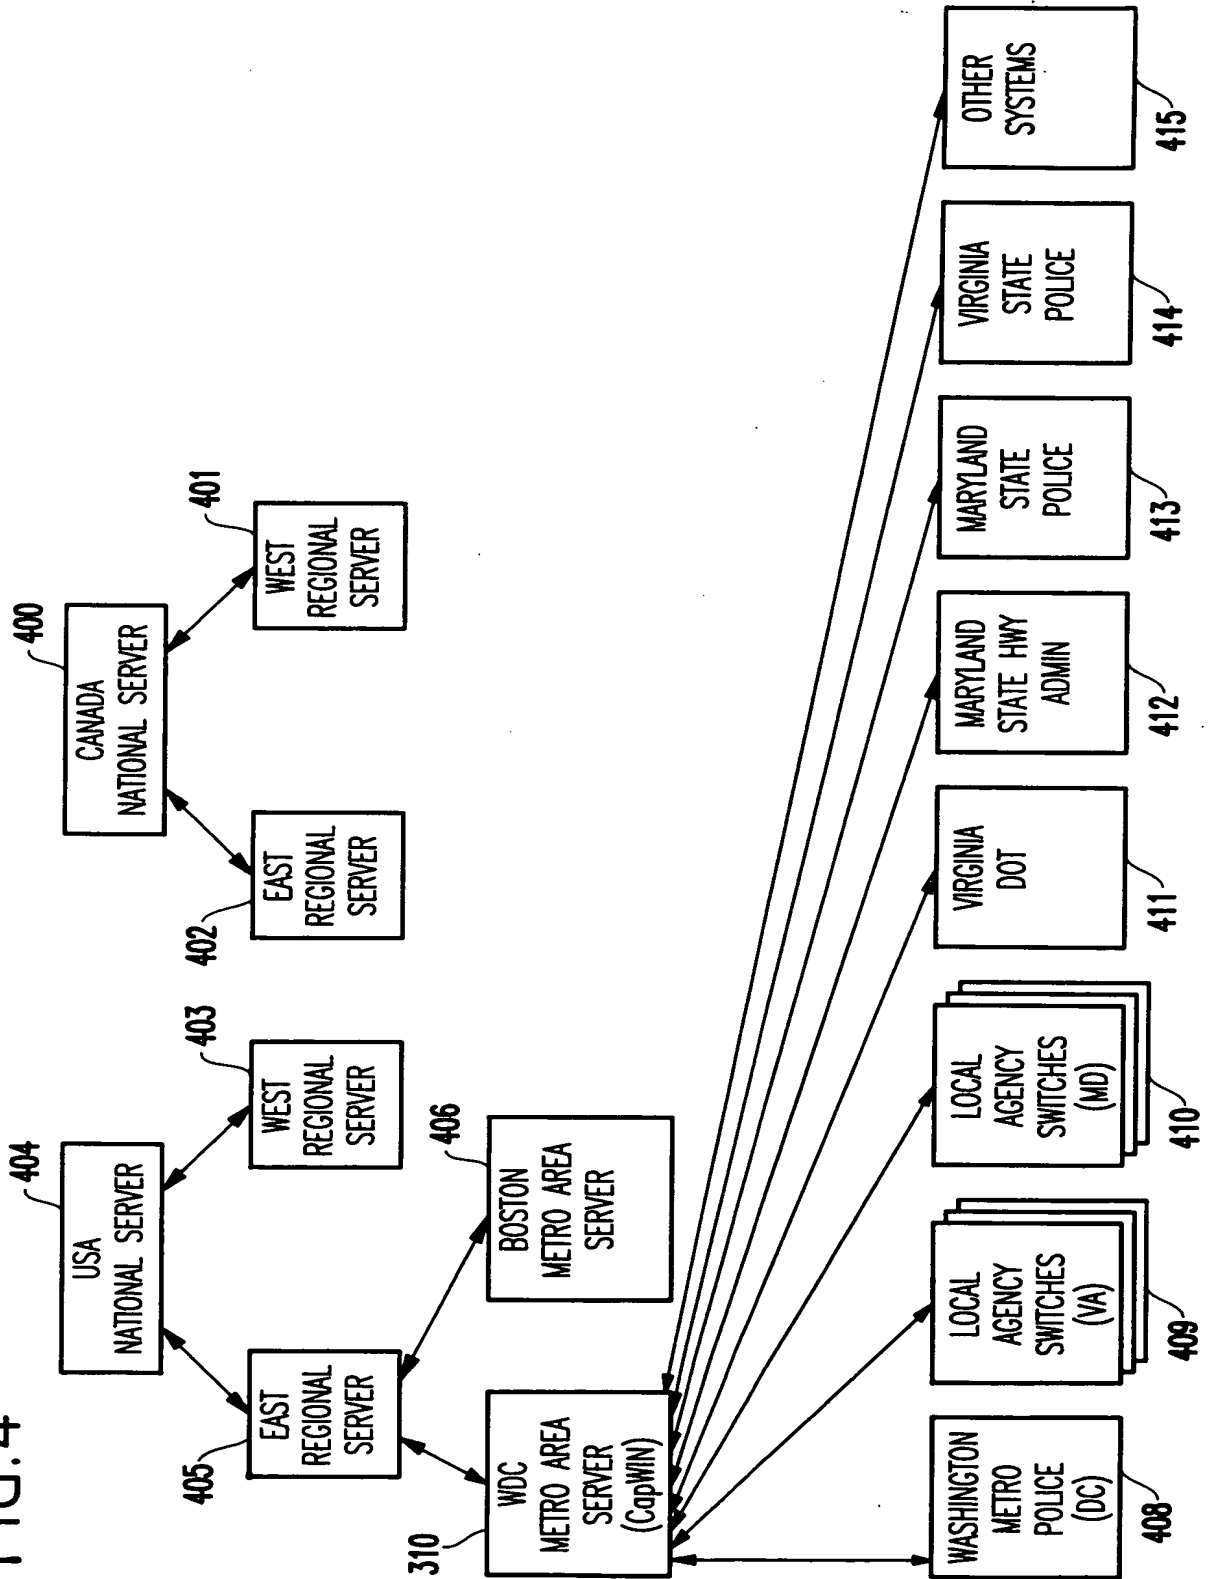 FIG.4
400
CANADA
NATIONAL SERVER
401
WEST
REGIONAL
SERVER
402
EAST
REGIONAL
SERVER
404
USA
NATIONAL SERVER
403
WEST
REGIONAL
SERVER
405
EAST
REGIONAL
SERVER
406
BOSTON
METRO AREA
SERVER
310
WDC
METRO AREA
SERVER
(CapWIN)
WASHINGTON
METRO
POLICE
(DC)
408
LOCAL
AGENCY
SWITCHES
(VA)
409
LOCAL
AGENCY
SWITCHES
(MD)
410
VIRGINIA
DOT
411
MARYLAND
STATE HWY
ADMIN
412
MARYLAND
STATE
POLICE
413
VIRGINIA
STATE
POLICE
414
OTHER
SYSTEMS
415